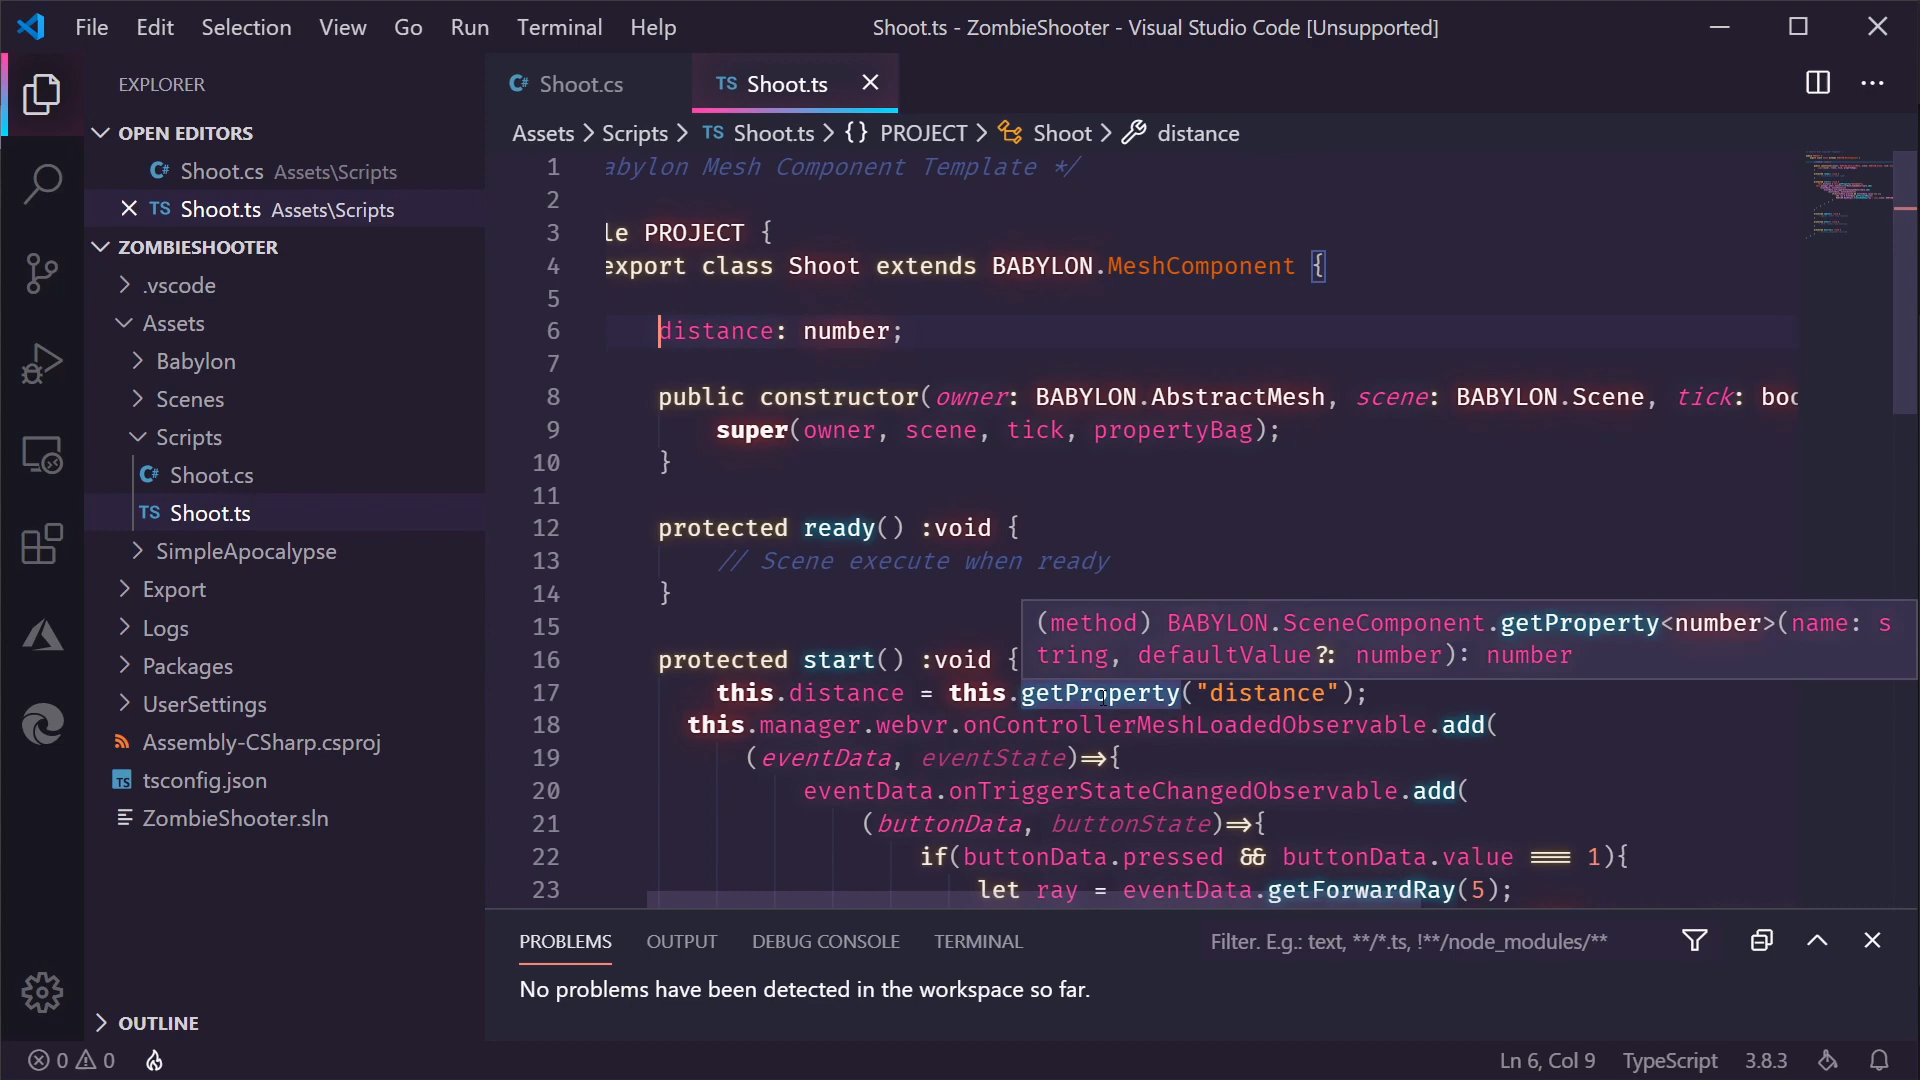 File Edit Selection View Go Run Terminal Help
Shoot.ts - ZombieShooter - Visual Studio Code [Unsupported]
EXPLORER
OPEN EDITORS
C# Shoot.cs Assets\Scripts
TS Shoot.ts Assets\Scripts
ZOMBIESHOOTER
.vscode
Assets
Babylon
Scenes
Scripts
C# Shoot.cs
TS Shoot.ts
SimpleApocalypse
Export
Logs
Packages
UserSettings
Assembly-CSharp.csproj
TS tsconfig.json
ZombieShooter.sln
OUTLINE
C# Shoot.cs
TS Shoot.ts
Assets > Scripts > TS Shoot.ts > {} PROJECT > Shoot > distance
1 abylon Mesh Component Template */
2
3 le PROJECT {
4 export class Shoot extends BABYLON.MeshComponent {
5
6 distance: number;
7
8 public constructor(owner: BABYLON.AbstractMesh, scene: BABYLON.Scene, tick: boo
9 super(owner, scene, tick, propertyBag);
10 }
11
12 protected ready() :void {
13 // Scene execute when ready
14 }
15
(method) BABYLON.SceneComponent.getProperty<number>(name: s
tring, defaultValue?: number): number
16 protected start() :void {
17 this.distance = this.getProperty("distance");
18 this.manager.webvr.onControllerMeshLoadedObservable.add(
19 (eventData, eventState)=>{
20 eventData.onTriggerStateChangedObservable.add(
21 (buttonData, buttonState)=>{
22 if(buttonData.pressed && buttonData.value === 1){
23 let ray = eventData.getForwardRay(5);
PROBLEMS OUTPUT DEBUG CONSOLE TERMINAL
Filter. E.g.: text, **/*.ts, !**/node_modules/**
No problems have been detected in the workspace so far.
0 0
Ln 6, Col 9 TypeScript 3.8.3